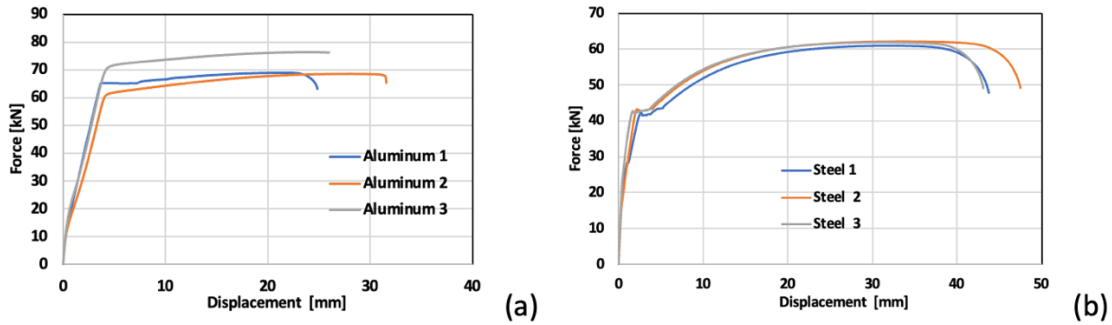 90
80
70
60
50
40
30
20
10
0
Force [kN]
Aluminum 1
Aluminum 2
Aluminum 3
0 10 20 30 40
Displacement [mm]
(a)
70
60
50
40
30
20
10
0
Force [kN]
Steel 1
Steel 2
Steel 3
0 10 20 30 40 50
Displacement [mm]
(b)